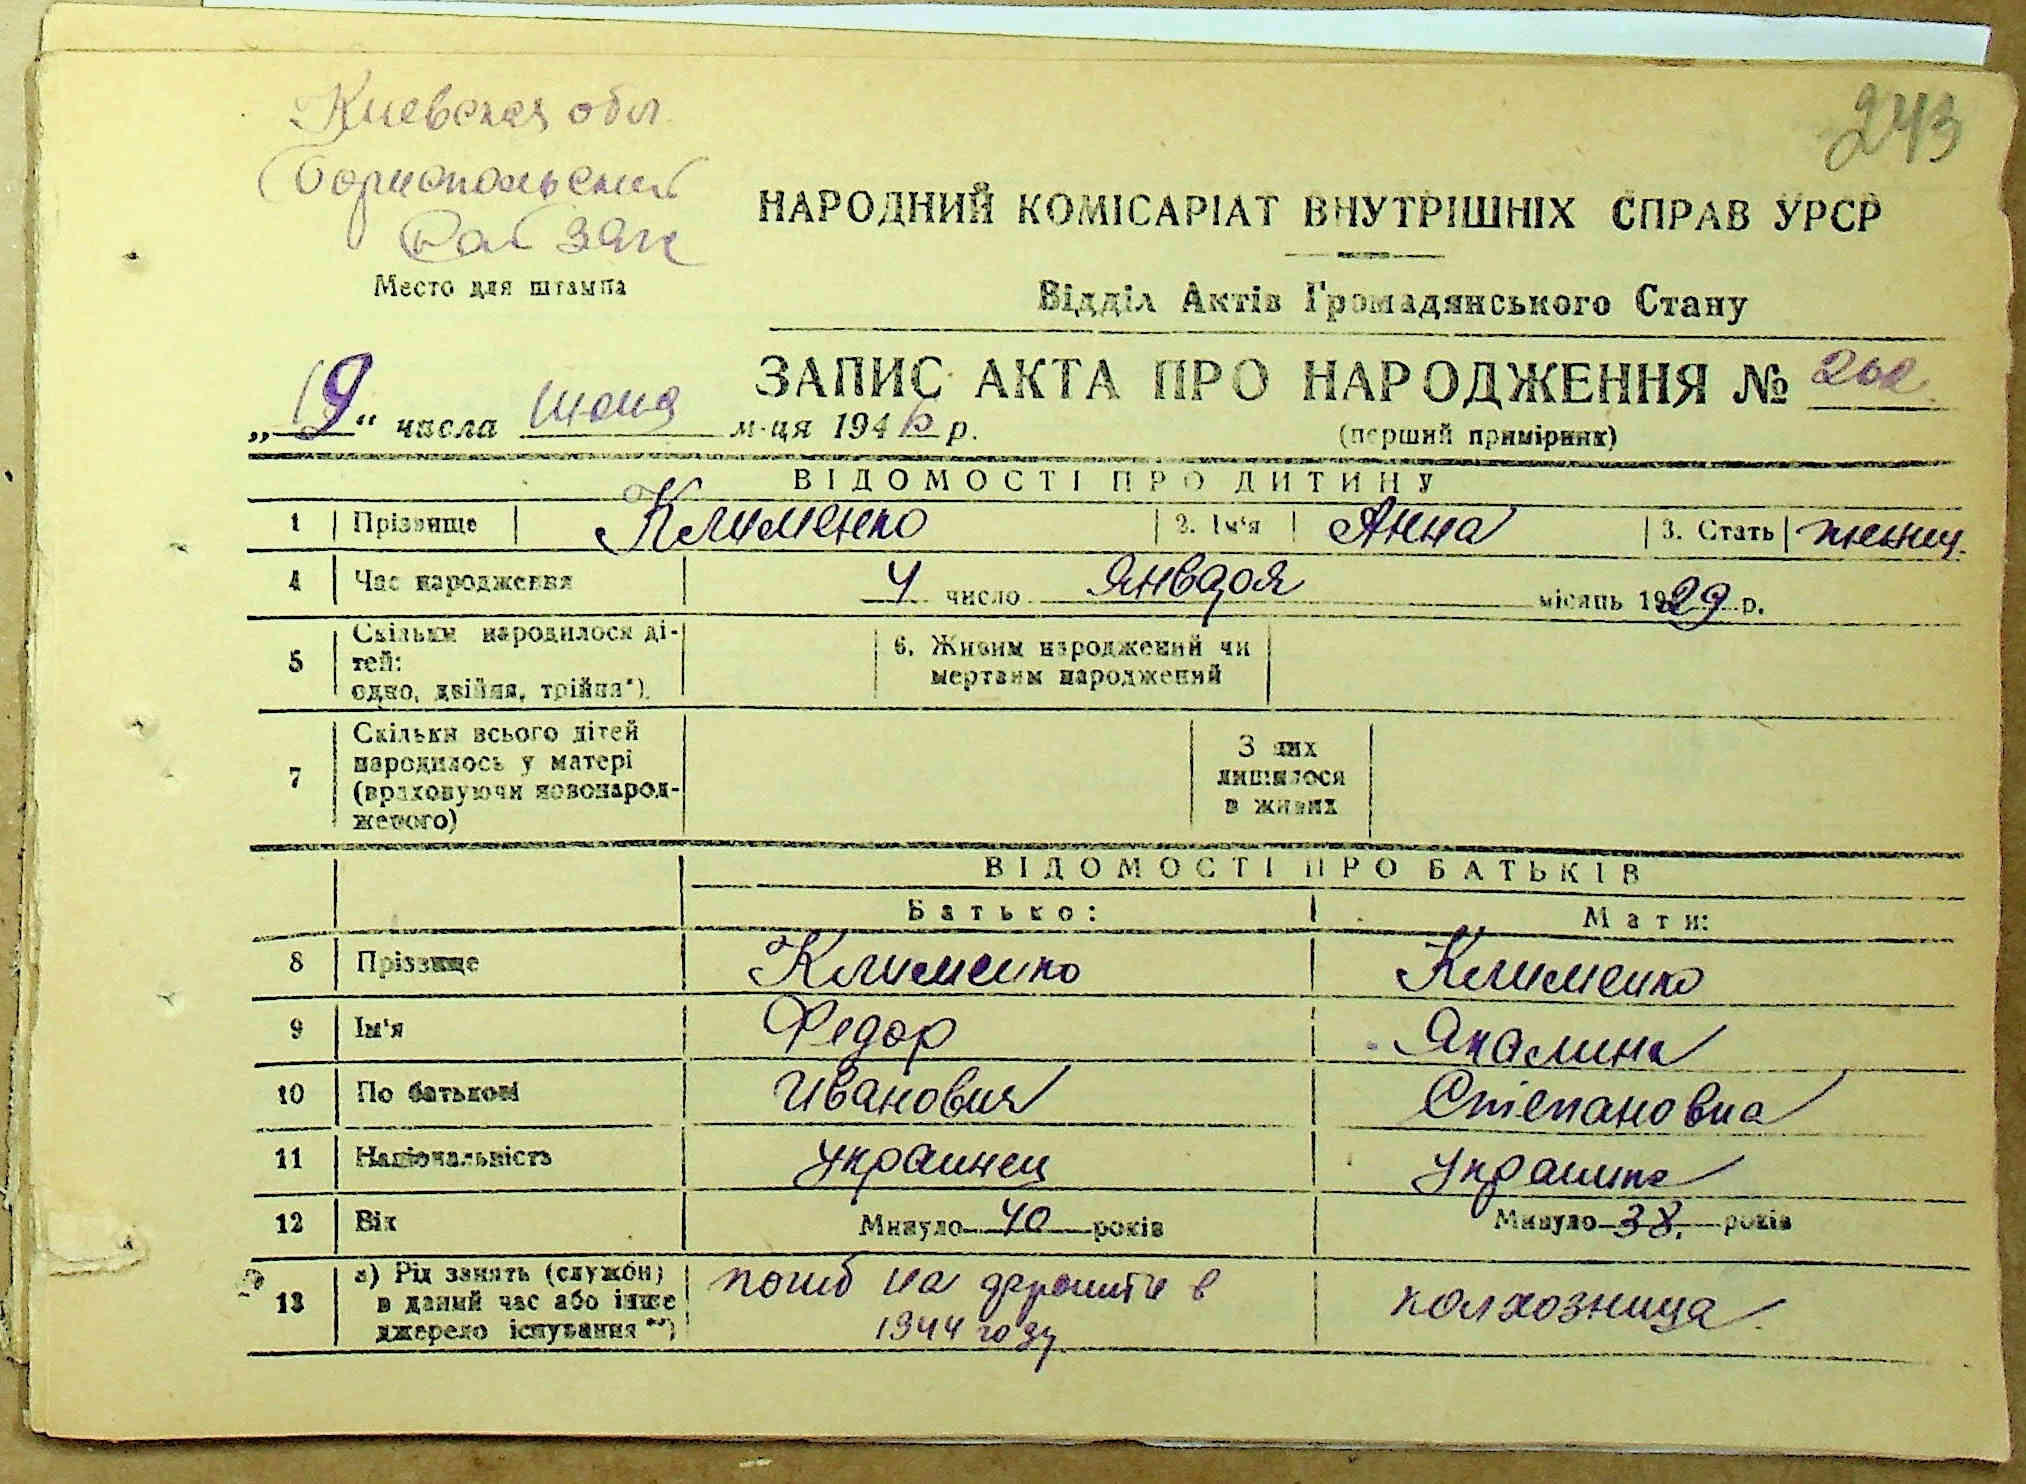 Киевская обл.
243
Бориспольский
Рай загс
Место для штампа
НАРОДНИЙ КОМІСАРІАТ ВНУТРІШНІХ СПРАВ УРСР
Відділ Актів Громадянського Стану
ЗАПИС АКТА ПРО НАРОДЖЕННЯ №
(перший примірник)
„19“ числа июня м-ця 194 р.
ВІДОМОСТІ ПРО ДИТИНУ
1 Прізвище Клименко 2. Ім'я Анна 3. Стать женщ.
4 Час народження 4 число января місяць 1929 р.
5 Скільки народилося ді-
тей:
одно, двійня, трійня*).
6. Живим народжений чи
мертвим народжений
7 Скільки всього дітей
народилось у матері
(враховуючи новонарод-
женого)
З них
лишилося
в живих
ВІДОМОСТІ ПРО БАТЬКІВ
Батько: Мати:
8 Прізвище Клименко Клименко
9 Ім'я Федор Якалина
10 По батькові Иванович Степановна
11 Національність украинец украинка
12 Вік Минуло 40 років Минуло 38. років
13 а) Рід занять (служби)
в даний час або інше
джерело існування**)
погиб на фронте в
1944 году
колхозница.